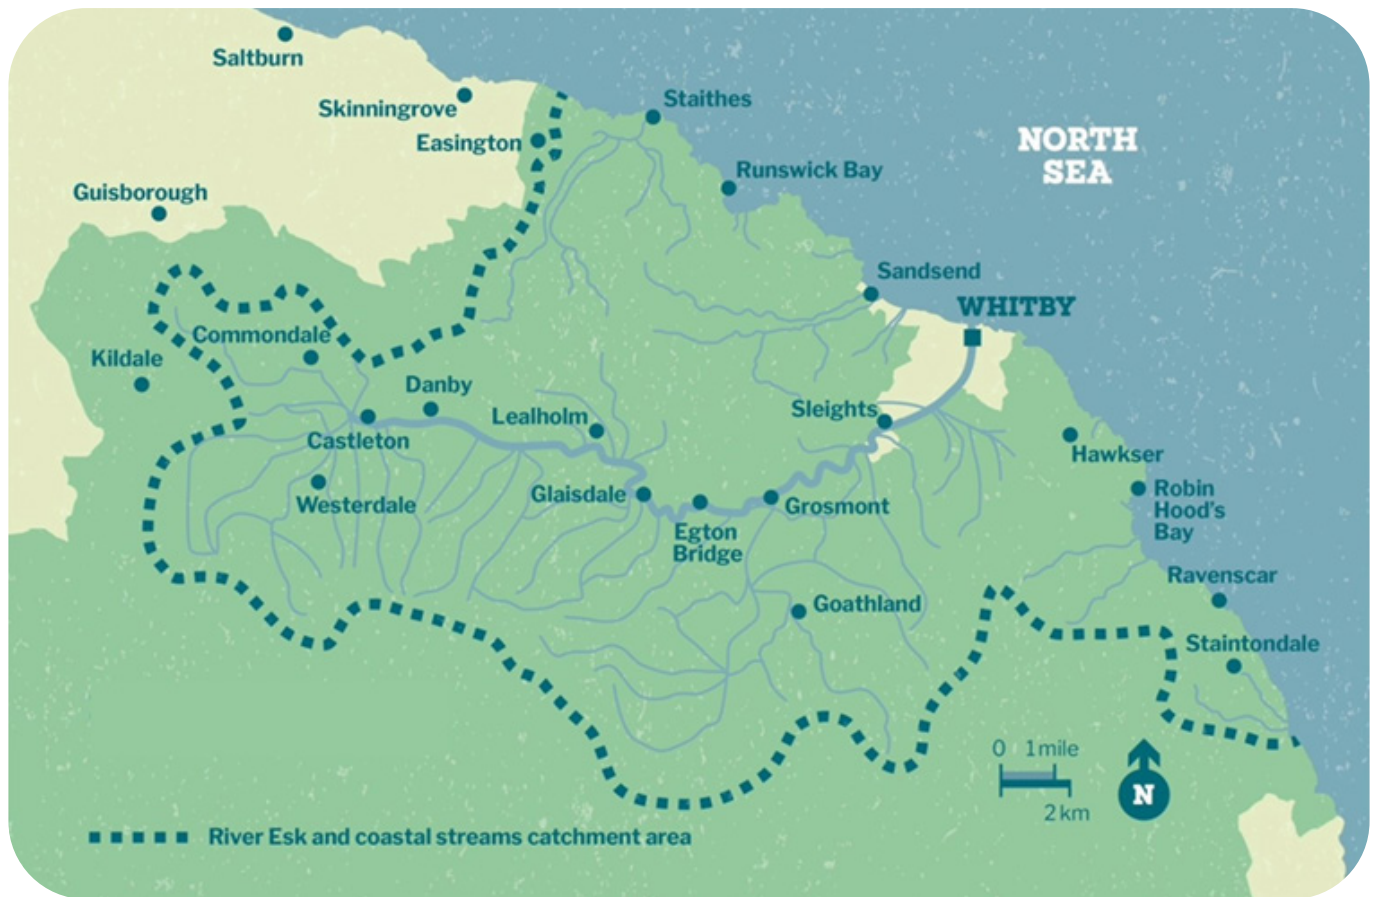 Saltburn
Skinningrove
Staithes
Easington
NORTH
SEA
Runswick Bay
Guisborough
Sandsend
WHITBY
Commondale
Kildale
Danby
Lealholm
Sleights
Castleton
Hawkser
Westerdale
Glaisdale
Grosmont
Robin
Hood's
Bay
Egton
Bridge
Ravenscar
Goathland
Staintondale
0 1mile
2 km
N
River Esk and coastal streams catchment area